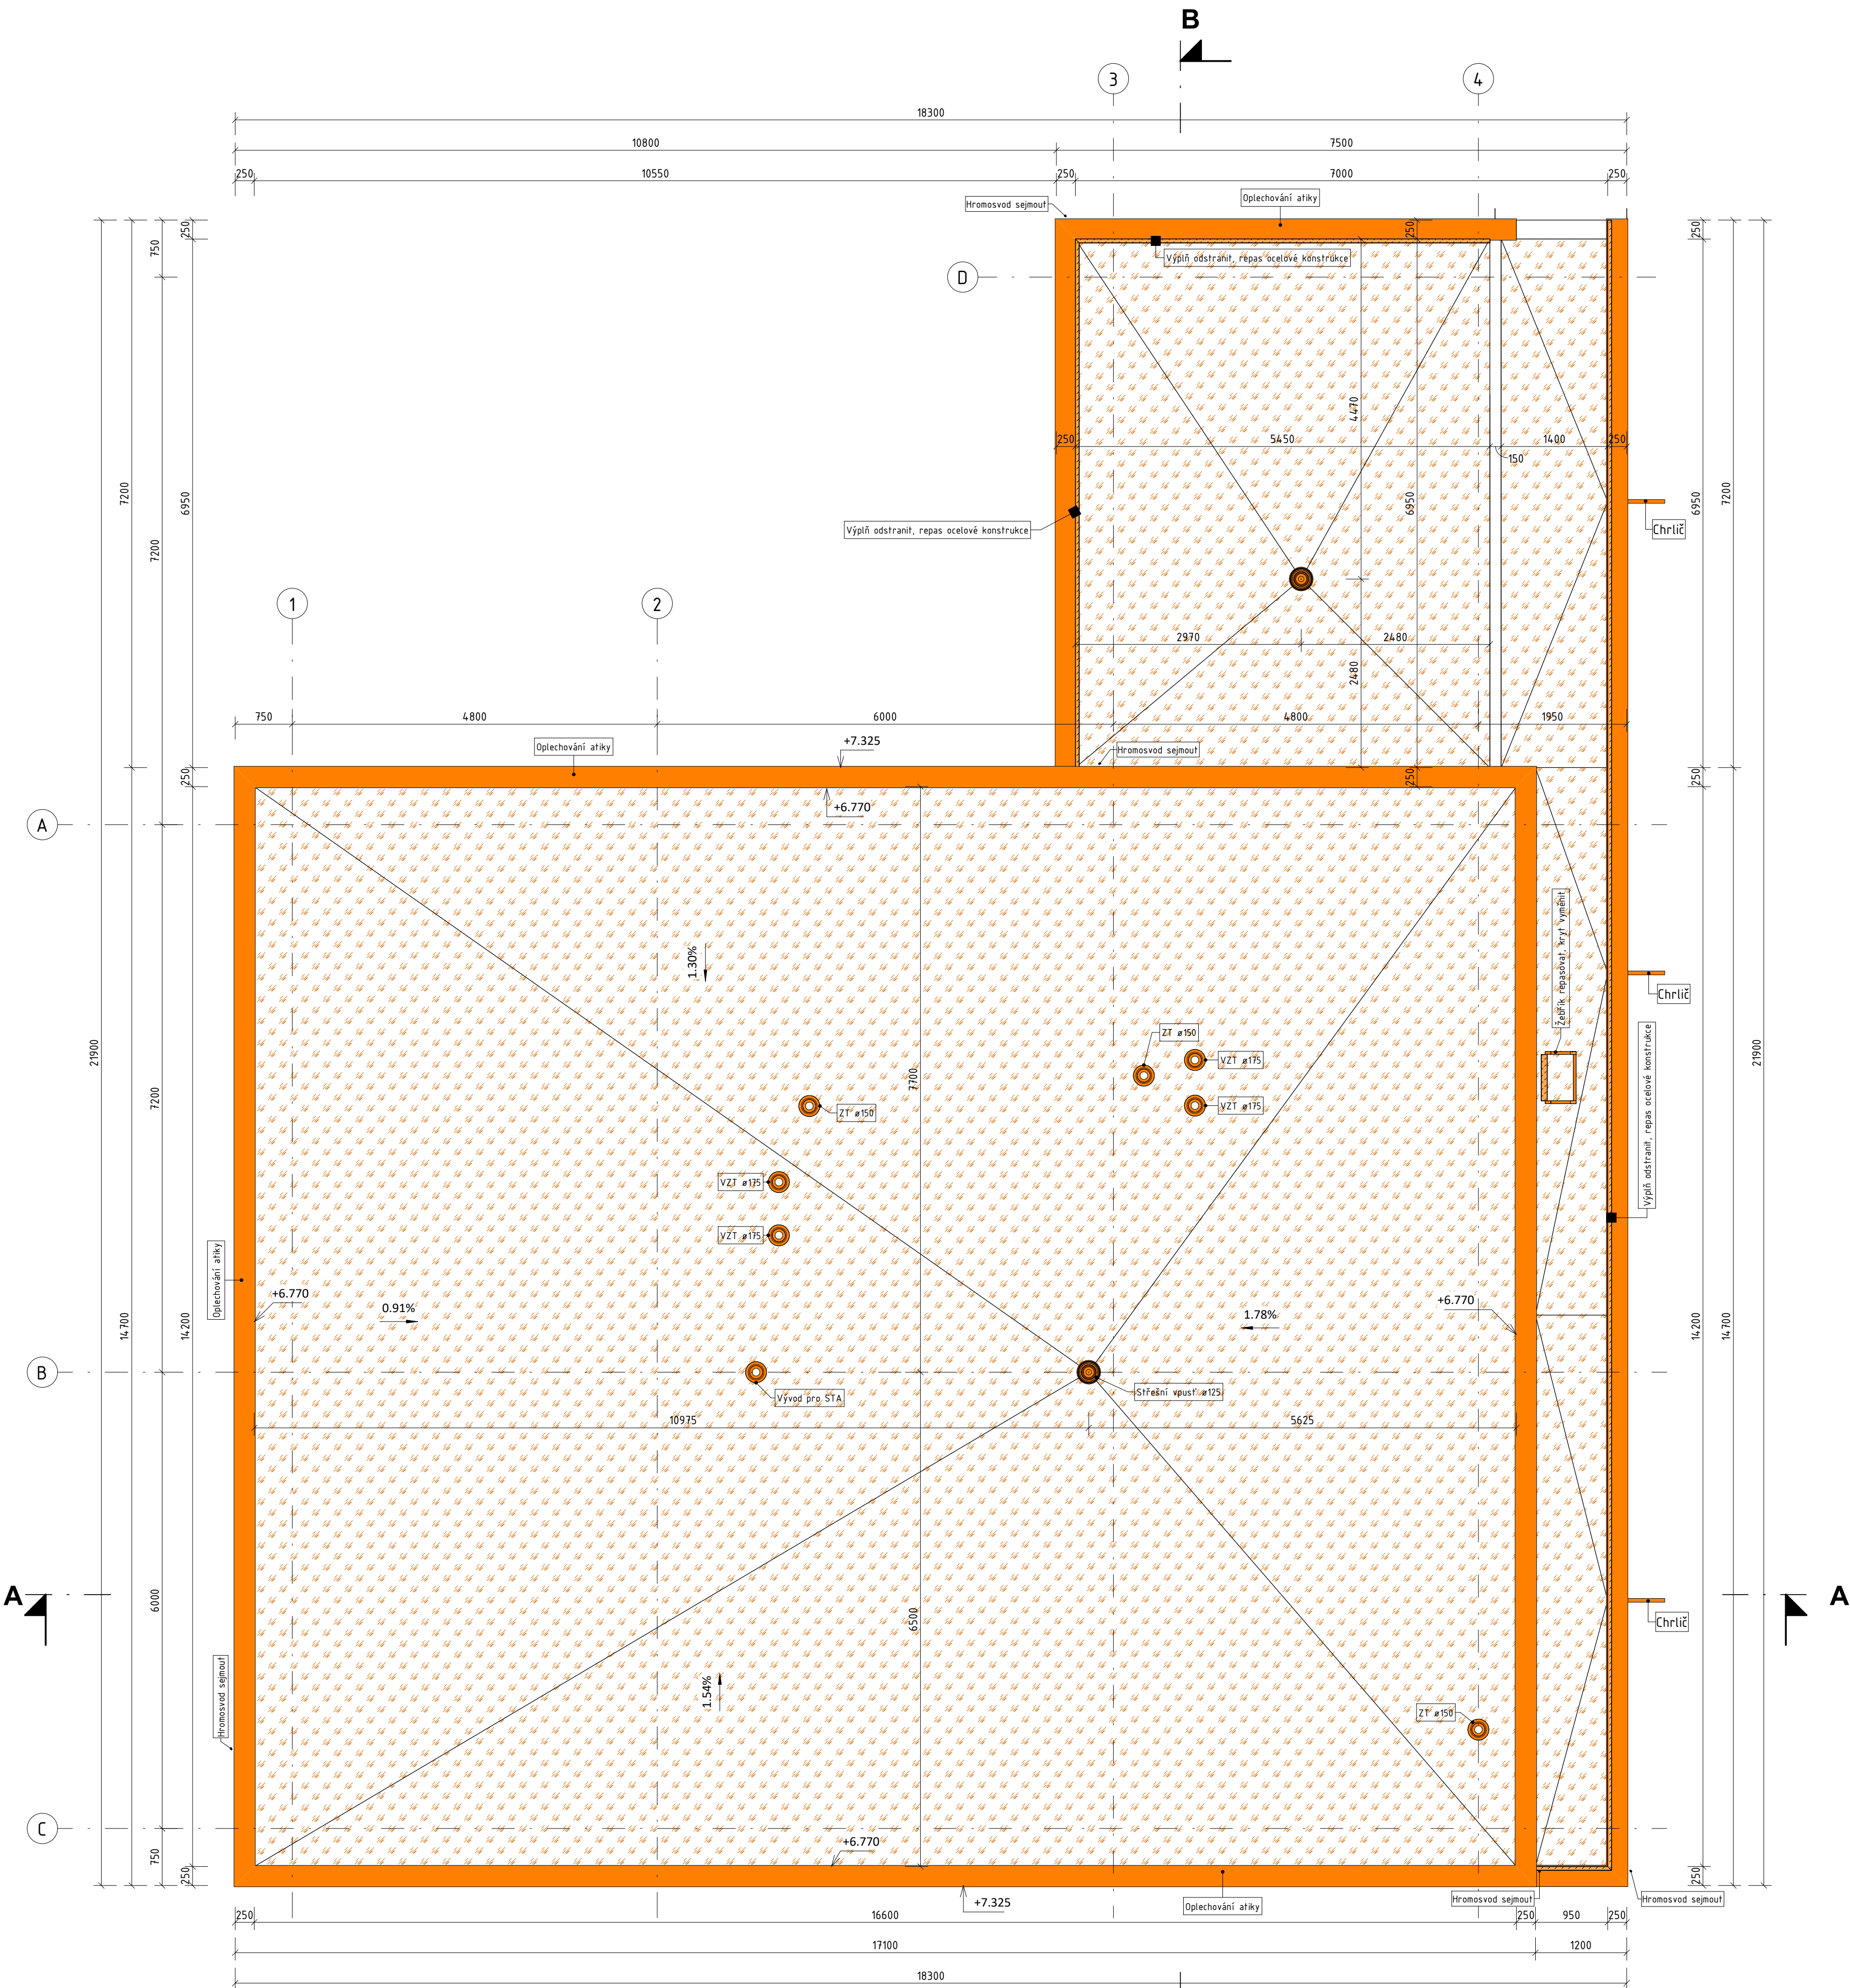 B
3
4
18300
10800
7500
250
10550
250
7000
250
Hromosvod sejmout
Oplechování atiky
250
750
250
250
Výplň odstranit, repas ocelové konstrukce
D
4470
250
5450
1400
250
150
7200
6950
7200
6950
6950
7200
Výplň odstranit, repas ocelové konstrukce
Chrlič
1
2
2970
2480
2480
750
4800
6000
4800
1950
Oplechování atiky
+7.325
Hromosvod sejmout
250
250
250
+6.770
A
Žebřík repasovat, kryt vyměnit
1.30%
Chrlič
21900
7200
7700
ZT ø150
VZT ø175
VZT ø175
ZT ø150
Výplň odstranit, repas ocelové konstrukce
21900
VZT ø175
VZT ø175
Oplechování atiky
+6.770
0.91%
1.78%
+6.770
14700
14200
14200
14700
B
Vývod pro STA
Střešní vpusť ø125
10975
5625
A
6000
6500
A
Chrlič
Hromosvod sejmout
1.54%
ZT ø150
C
750
+6.770
250
250
+7.325
Oplechování atiky
Hromosvod sejmout
Hromosvod sejmout
250
16600
250
950
250
17100
1200
18300